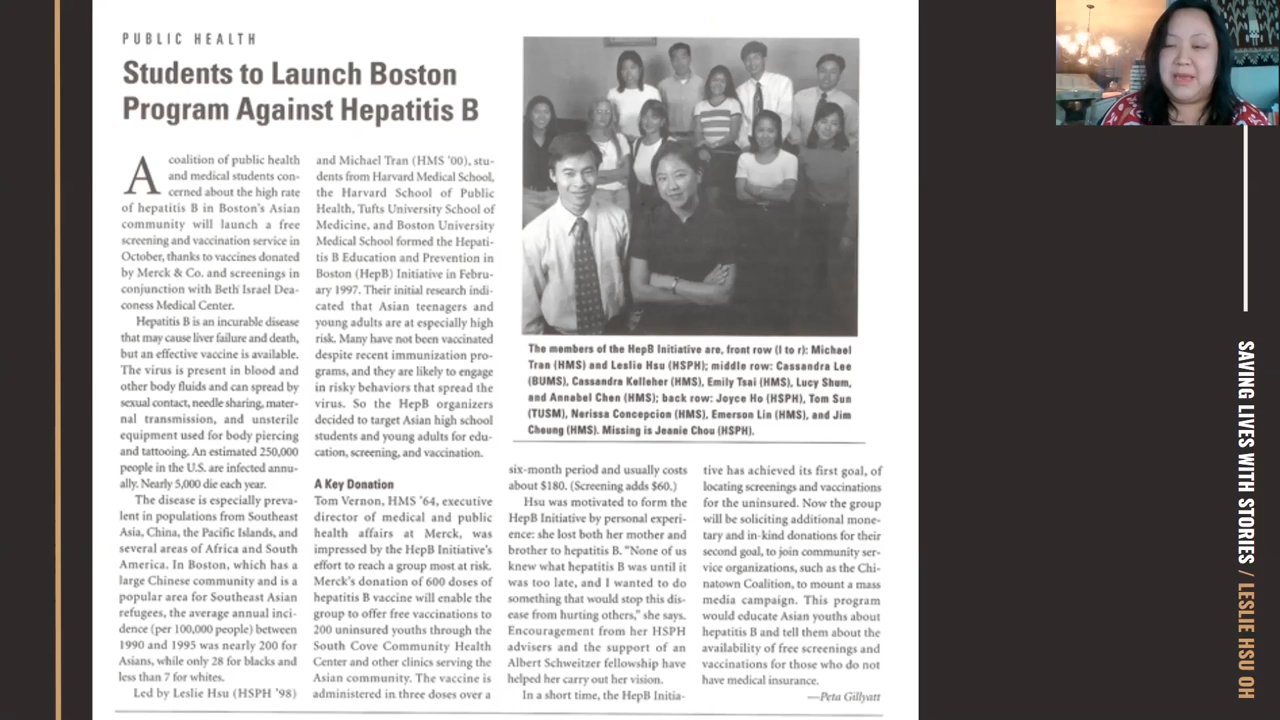 PUBLIC HEALTH
Students to Launch Boston
Program Against Hepatitis B
A coalition of public health
and medical students con-
cerned about the high rate
of hepatitis B in Boston's Asian
community will launch a free
screening and vaccination service in
October, thanks to vaccines donated
by Merck & Co. and screenings in
conjunction with Beth Israel Dea-
coness Medical Center.
Hepatitis B is an incurable disease
that may cause liver failure and death,
but an effective vaccine is available.
The virus is present in blood and
other body fluids and can spread by
sexual contact, needle sharing, mater-
nal transmission, and unsterile
equipment used for body piercing
and tattooing. An estimated 250,000
people in the U.S. are infected annu-
ally. Nearly 5,000 die each year.
The disease is especially preva-
lent in populations from Southeast
Asia, China, the Pacific Islands, and
several areas of Africa and South
America. In Boston, which has a
large Chinese community and is a
popular area for Southeast Asian
refugees, the average annual inci-
dence (per 100,000 people) between
1990 and 1995 was nearly 200 for
Asians, while only 28 for blacks and
less than 7 for whites.
Led by Leslie Hsu (HSPH '98)
and Michael Tran (HMS '00), stu-
dents from Harvard Medical School,
the Harvard School of Public
Health, Tufts University School of
Medicine, and Boston University
Medical School formed the Hepati-
tis B Education and Prevention in
Boston (HepB) Initiative in Febru-
ary 1997. Their initial research indi-
cated that Asian teenagers and
young adults are at especially high
risk. Many have not been vaccinated
despite recent immunization pro-
grams, and they are likely to engage
in risky behaviors that spread the
virus. So the HepB organizers
decided to target Asian high school
students and young adults for edu-
cation, screening, and vaccination.
A Key Donation
Tom Vernon, HMS '64, executive
director of medical and public
health affairs at Merck, was
impressed by the HepB Initiative's
effort to reach a group most at risk.
Merck's donation of 600 doses of
hepatitis B vaccine will enable the
group to offer free vaccinations to
200 uninsured youths through the
South Cove Community Health
Center and other clinics serving the
Asian community. The vaccine is
administered in three doses over a
The members of the HepB Initiative are, front row (l to r): Michael
Tran (HMS) and Leslie Hsu (HSPH); middle row: Cassandra Lee
(BUMS), Cassandra Kelleher (HMS), Emily Tsai (HMS), Lucy Shum,
and Annabel Chen (HMS); back row: Joyce Ho (HSPH), Tom Sun
(TUSM), Nerissa Concepcion (HMS), Emerson Lin (HMS), and Jim
Cheung (HMS). Missing is Jeanie Chou (HSPH).
six-month period and usually costs
about $180. (Screening adds $60.)
Hsu was motivated to form the
HepB Initiative by personal experi-
ence: she lost both her mother and
brother to hepatitis B. "None of us
knew what hepatitis B was until it
was too late, and I wanted to do
something that would stop this dis-
ease from hurting others," she says.
Encouragement from her HSPH
advisers and the support of an
Albert Schweitzer fellowship have
helped her carry out her vision.
In a short time, the HepB Initia-
tive has achieved its first goal, of
locating screenings and vaccinations
for the uninsured. Now the group
will be soliciting additional mone-
tary and in-kind donations for their
second goal, to join community ser-
vice organizations, such as the Chi-
natown Coalition, to mount a mass
media campaign. This program
would educate Asian youths about
hepatitis B and tell them about the
availability of free screenings and
vaccinations for those who do not
have medical insurance.
—Peta Gillyatt
SAVING LIVES WITH STORIES / LESLIE HSU OH